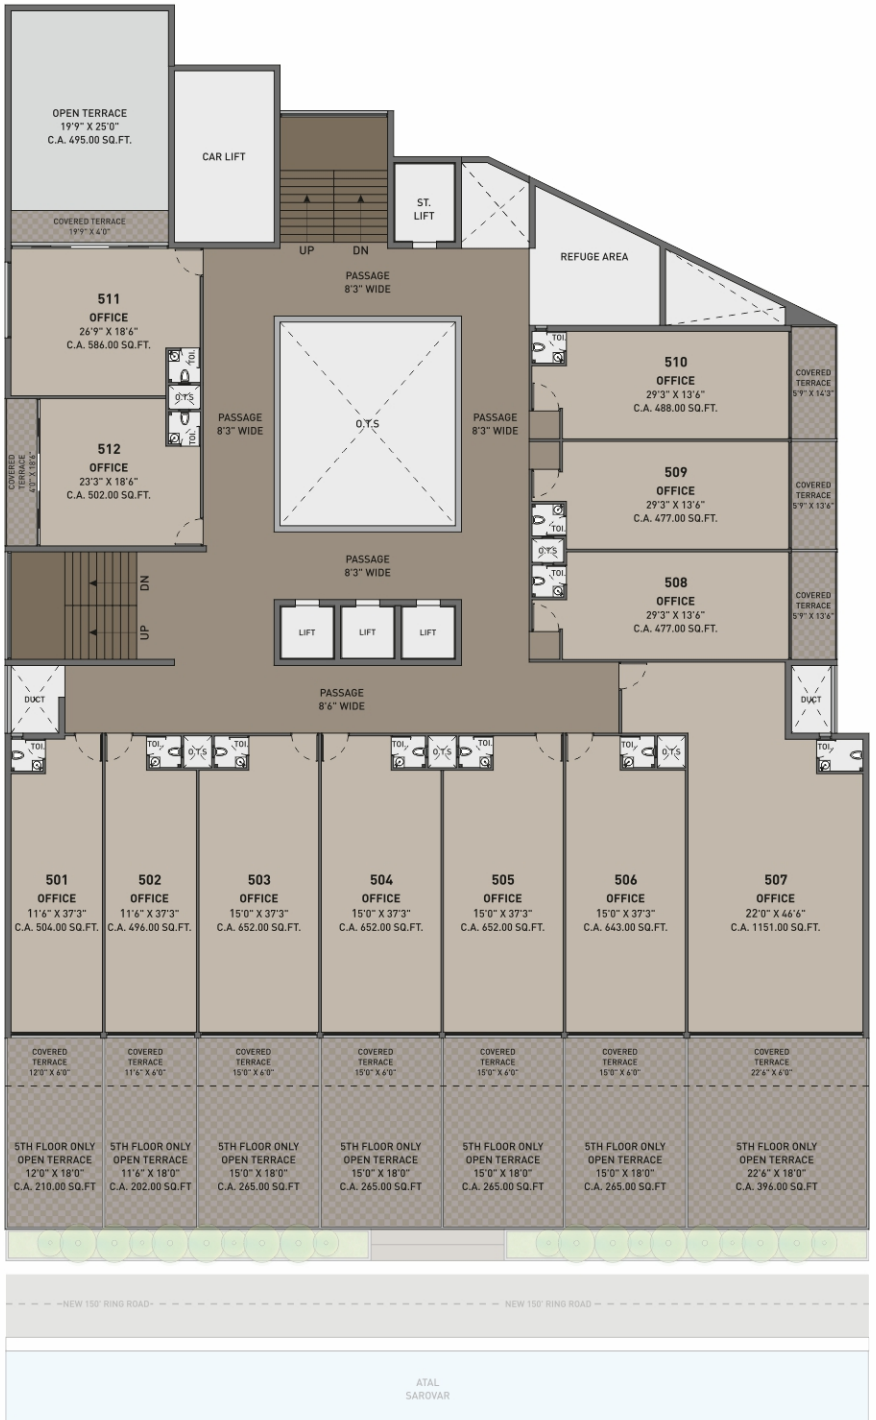 OPEN TERRACE
19'9" X 25'0"
C.A. 495.00 SQ.FT.
CAR LIFT
COVERED TERRACE
19'9" X 4'0"
ST.
LIFT
UP
DN
REFUGE AREA
PASSAGE
8'3" WIDE
511
OFFICE
26'9" X 18'6"
C.A. 586.00 SQ.FT.
TOI.
O.T.S
TOI.
512
OFFICE
23'3" X 18'6"
C.A. 502.00 SQ.FT.
COVERED
TERRACE
4'0" X 18'6"
PASSAGE
8'3" WIDE
O.T.S
PASSAGE
8'3" WIDE
TOI.
510
OFFICE
29'3" X 13'6"
C.A. 488.00 SQ.FT.
COVERED
TERRACE
5'9" X 14'3"
509
OFFICE
29'3" X 13'6"
C.A. 477.00 SQ.FT.
COVERED
TERRACE
5'9" X 13'6"
TOI.
O.T.S
TOI.
508
OFFICE
29'3" X 13'6"
C.A. 477.00 SQ.FT.
COVERED
TERRACE
5'9" X 13'6"
PASSAGE
8'3" WIDE
DN
UP
LIFT
LIFT
LIFT
DUCT
PASSAGE
8'6" WIDE
DUCT
TOI.
TOI.
O.T.S
TOI.
TOI.
O.T.S
TOI.
TOI.
O.T.S
TOI.
501
OFFICE
11'6" X 37'3"
C.A. 504.00 SQ.FT.
502
OFFICE
11'6" X 37'3"
C.A. 496.00 SQ.FT.
503
OFFICE
15'0" X 37'3"
C.A. 652.00 SQ.FT.
504
OFFICE
15'0" X 37'3"
C.A. 652.00 SQ.FT.
505
OFFICE
15'0" X 37'3"
C.A. 652.00 SQ.FT.
506
OFFICE
15'0" X 37'3"
C.A. 643.00 SQ.FT.
507
OFFICE
22'0" X 46'6"
C.A. 1151.00 SQ.FT.
COVERED
TERRACE
12'0" X 6'0"
COVERED
TERRACE
11'6" X 6'0"
COVERED
TERRACE
15'0" X 6'0"
COVERED
TERRACE
15'0" X 6'0"
COVERED
TERRACE
15'0" X 6'0"
COVERED
TERRACE
15'0" X 6'0"
COVERED
TERRACE
22'6" X 6'0"
5TH FLOOR ONLY
OPEN TERRACE
12'0" X 18'0"
C.A. 210.00 SQ.FT
5TH FLOOR ONLY
OPEN TERRACE
11'6" X 18'0"
C.A. 202.00 SQ.FT
5TH FLOOR ONLY
OPEN TERRACE
15'0" X 18'0"
C.A. 265.00 SQ.FT
5TH FLOOR ONLY
OPEN TERRACE
15'0" X 18'0"
C.A. 265.00 SQ.FT
5TH FLOOR ONLY
OPEN TERRACE
15'0" X 18'0"
C.A. 265.00 SQ.FT
5TH FLOOR ONLY
OPEN TERRACE
15'0" X 18'0"
C.A. 265.00 SQ.FT
5TH FLOOR ONLY
OPEN TERRACE
22'6" X 18'0"
C.A. 396.00 SQ.FT
NEW 150' RING ROAD
NEW 150' RING ROAD
ATAL
SAROVAR